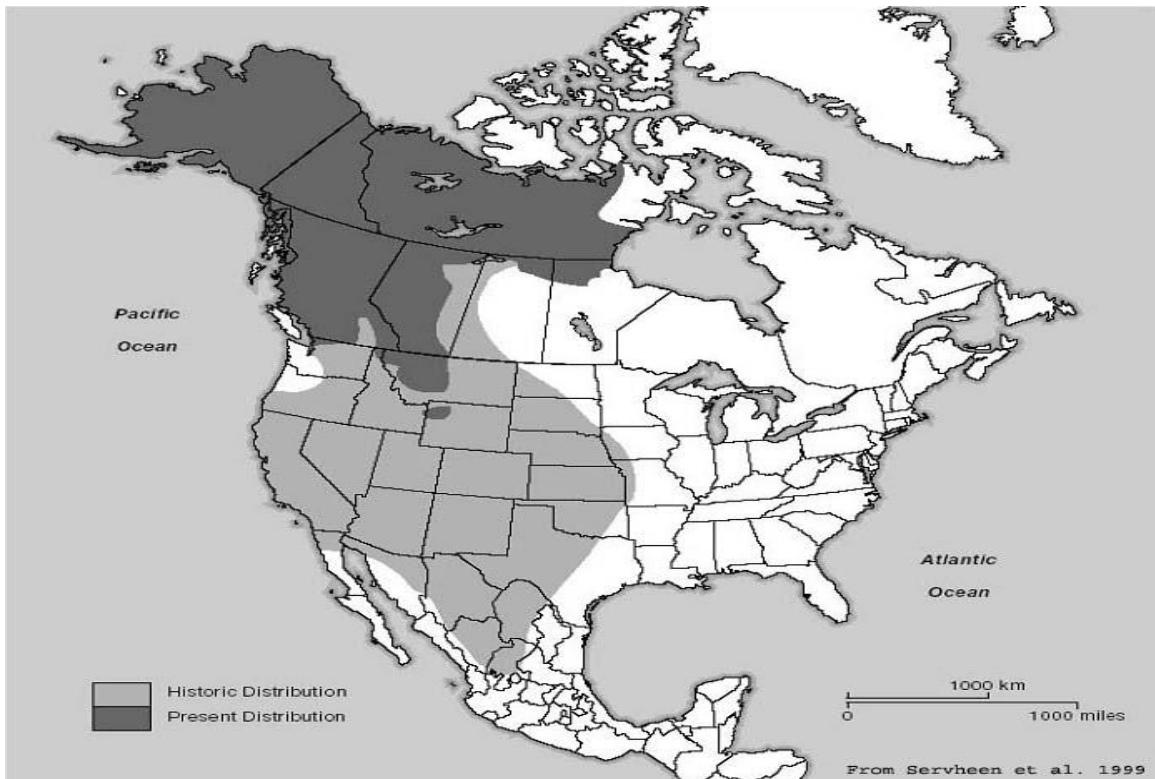 Pacific
Ocean
Atlantic
Ocean
Historic Distribution
Present Distribution
1000 km
0
1000 miles
From Servheen et al. 1999